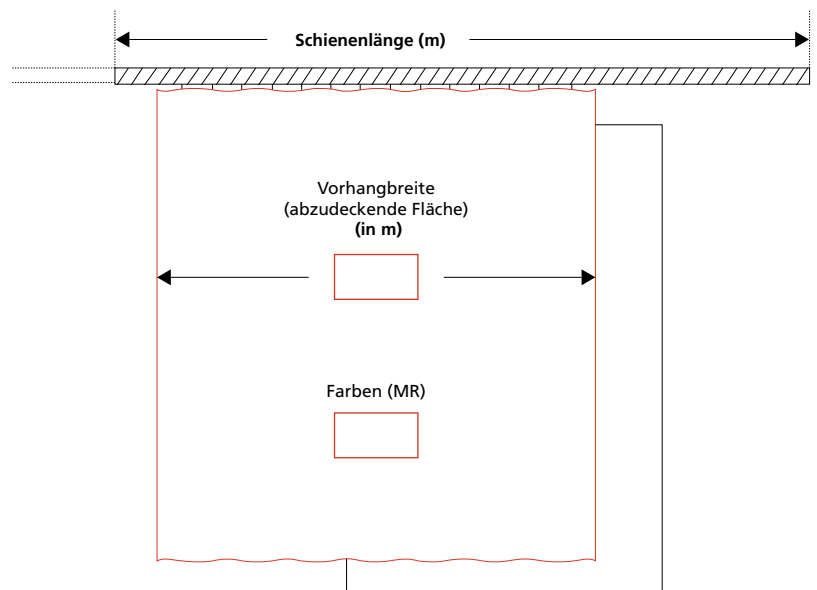 Schienenlänge (m)
Vorhangbreite
(abzudeckende Fläche)
(in m)
Farben (MR)